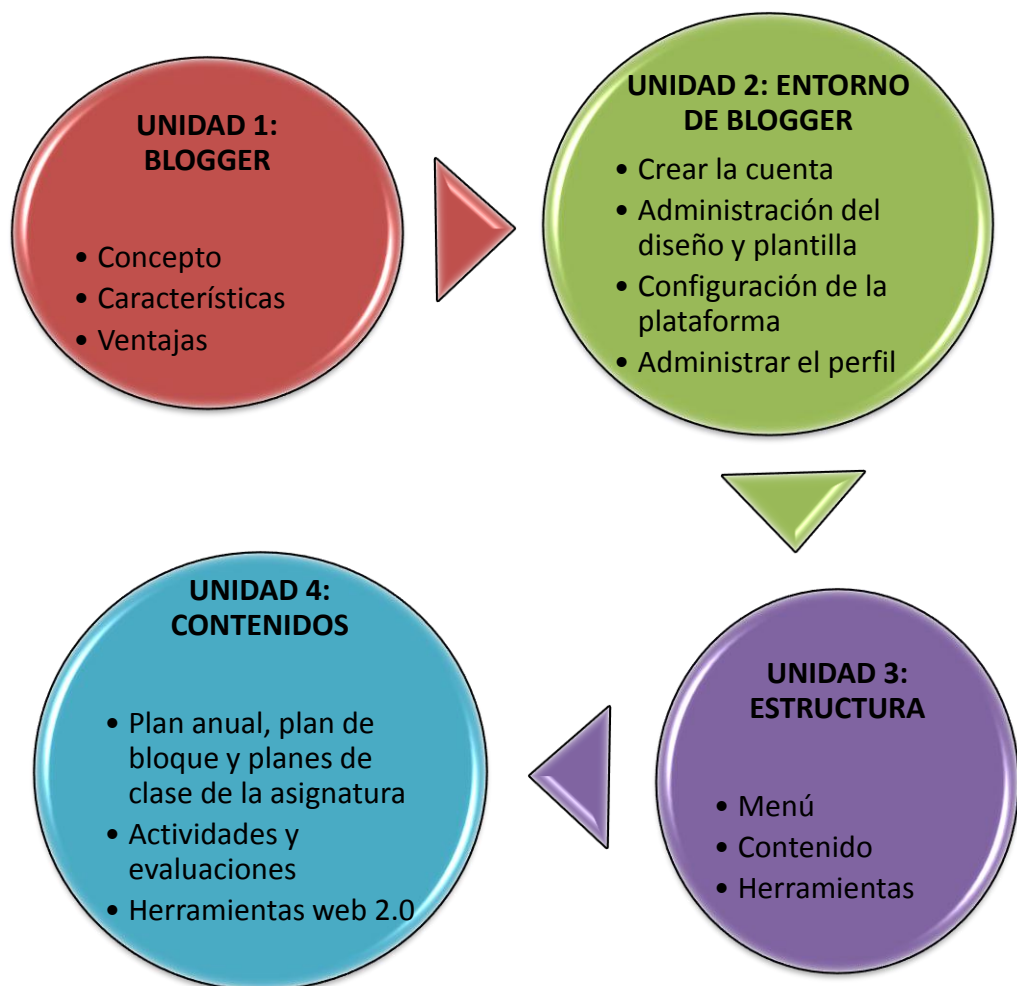 UNIDAD 1:
BLOGGER
• Concepto
• Característícas
• Ventajas
UNIDAD 2: ENTORNO
DE BLOGGER
• Crear la cuenta
• Administración del
diseño y plantilla
• Configuración de la
plataforma
• Administrar el perfil
UNIDAD 3:
ESTRUCTURA
• Menú
• Contenido
• Herramientas
UNIDAD 4:
CONTENIDOS
• Plan anual, plan de
bloque y planes de
clase de la asignatura
• Actividades y
evaluaciones
• Herramientas web 2.0